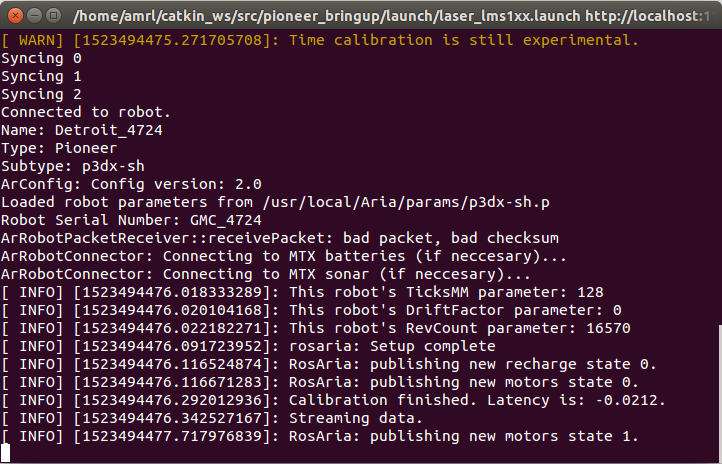 /home/amrl/catkin_ws/src/pioneer_bringup/launch/laser_lms1xx.launch http://localhost:1
[ WARN] [1523494475.271705708]: Time calibration is still experimental.
Syncing 0
Syncing 1
Syncing 2
Connected to robot.
Name: Detroit_4724
Type: Pioneer
Subtype: p3dx-sh
ArConfig: Config version: 2.0
Loaded robot parameters from /usr/local/Aria/params/p3dx-sh.p
Robot Serial Number: GMC_4724
ArRobotPacketReceiver::receivePacket: bad packet, bad checksum
ArRobotConnector: Connecting to MTX batteries (if neccesary)...
ArRobotConnector: Connecting to MTX sonar (if neccesary)...
[ INFO] [1523494476.018333289]: This robot's TicksMM parameter: 128
[ INFO] [1523494476.020104168]: This robot's DriftFactor parameter: 0
[ INFO] [1523494476.022182271]: This robot's RevCount parameter: 16570
[ INFO] [1523494476.091723952]: rosaria: Setup complete
[ INFO] [1523494476.116524874]: RosAria: publishing new recharge state 0.
[ INFO] [1523494476.116671283]: RosAria: publishing new motors state 0.
[ INFO] [1523494476.292012936]: Calibration finished. Latency is: -0.0212.
[ INFO] [1523494476.342527167]: Streaming data.
[ INFO] [1523494477.717976839]: RosAria: publishing new motors state 1.